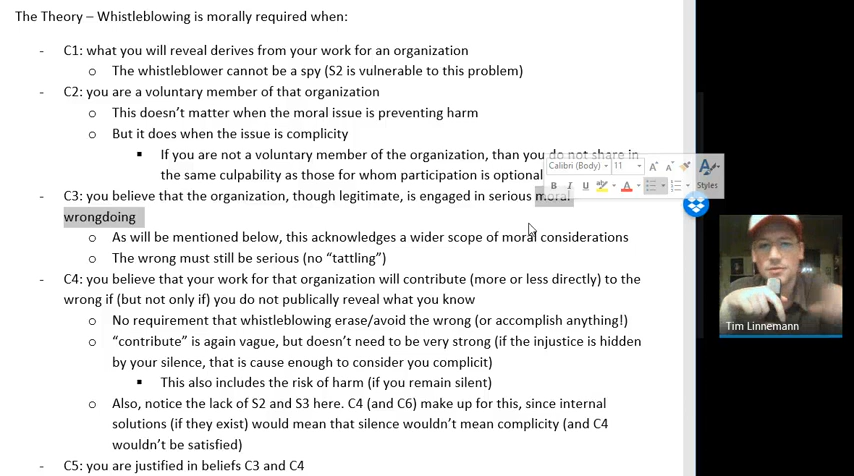 The Theory – Whistleblowing is morally required when:
- C1: what you will reveal derives from your work for an organization
o The whistleblower cannot be a spy (S2 is vulnerable to this problem)
- C2: you are a voluntary member of that organization
o This doesn't matter when the moral issue is preventing harm
o But it does when the issue is complicity
▪ If you are not a voluntary member of the organization, than you do not share in
the same culpability as those for whom participation is optional
Calibri (Body) 11 A A
B I U ab A Styles
- C3: you believe that the organization, though legitimate, is engaged in serious moral
wrongdoing
o As will be mentioned below, this acknowledges a wider scope of moral considerations
o The wrong must still be serious (no “tattling”)
- C4: you believe that your work for that organization will contribute (more or less directly) to the
wrong if (but not only if) you do not publically reveal what you know
o No requirement that whistleblowing erase/avoid the wrong (or accomplish anything!)
o “contribute” is again vague, but doesn't need to be very strong (if the injustice is hidden
by your silence, that is cause enough to consider you complicit)
▪ This also includes the risk of harm (if you remain silent)
o Also, notice the lack of S2 and S3 here. C4 (and C6) make up for this, since internal
solutions (if they exist) would mean that silence wouldn't mean complicity (and C4
wouldn't be satisfied)
- C5: you are justified in beliefs C3 and C4
Tim Linnemann